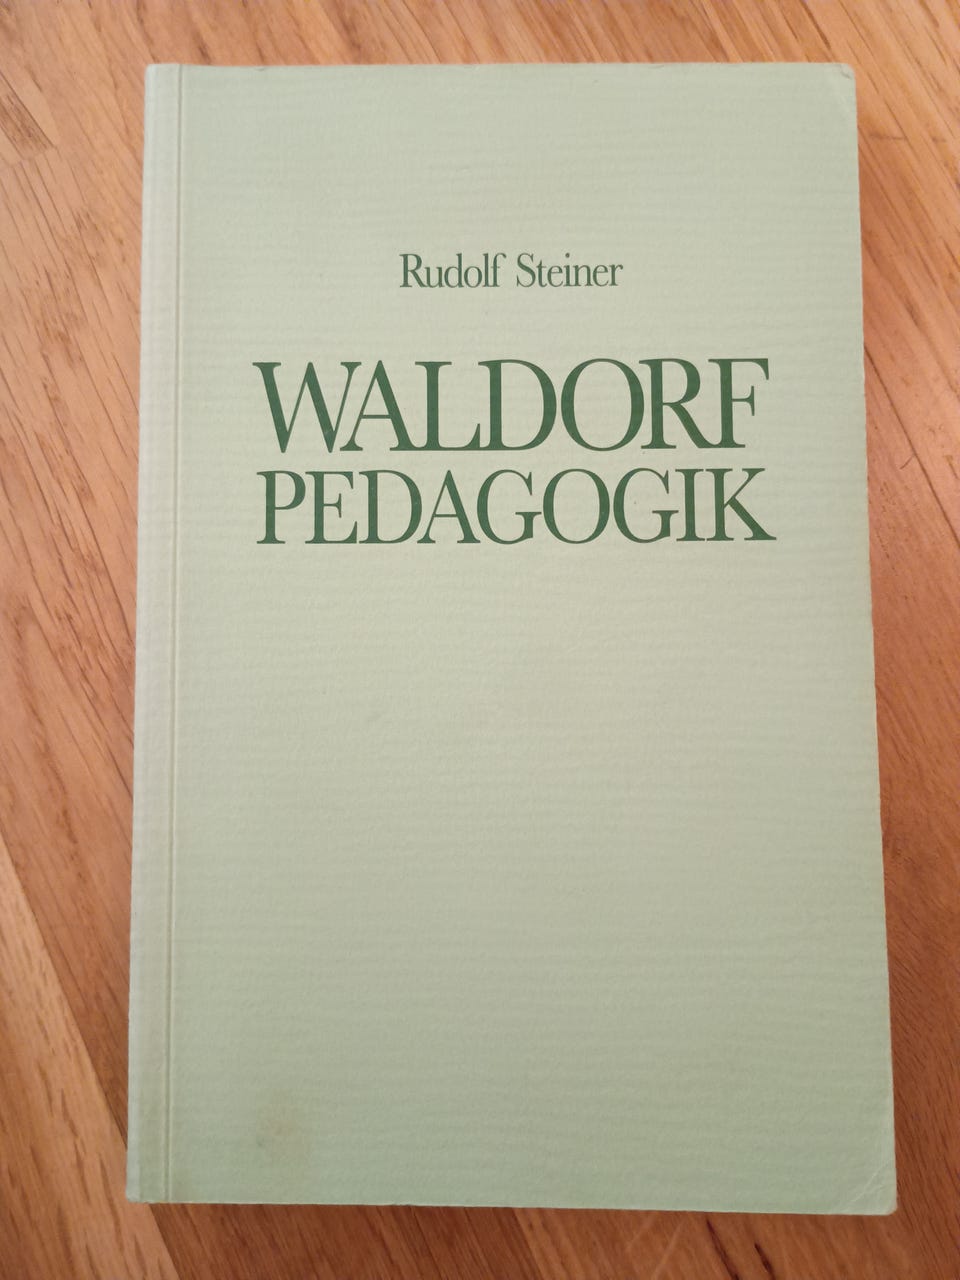 Rudolf Steiner
WALDORF
PEDAGOGIK